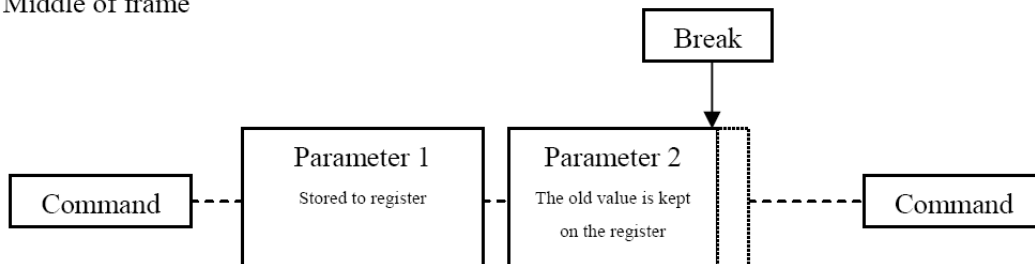 Middle of frame
Break
Parameter 1
Stored to register
Parameter 2
The old value is kept
on the register
Command
Command